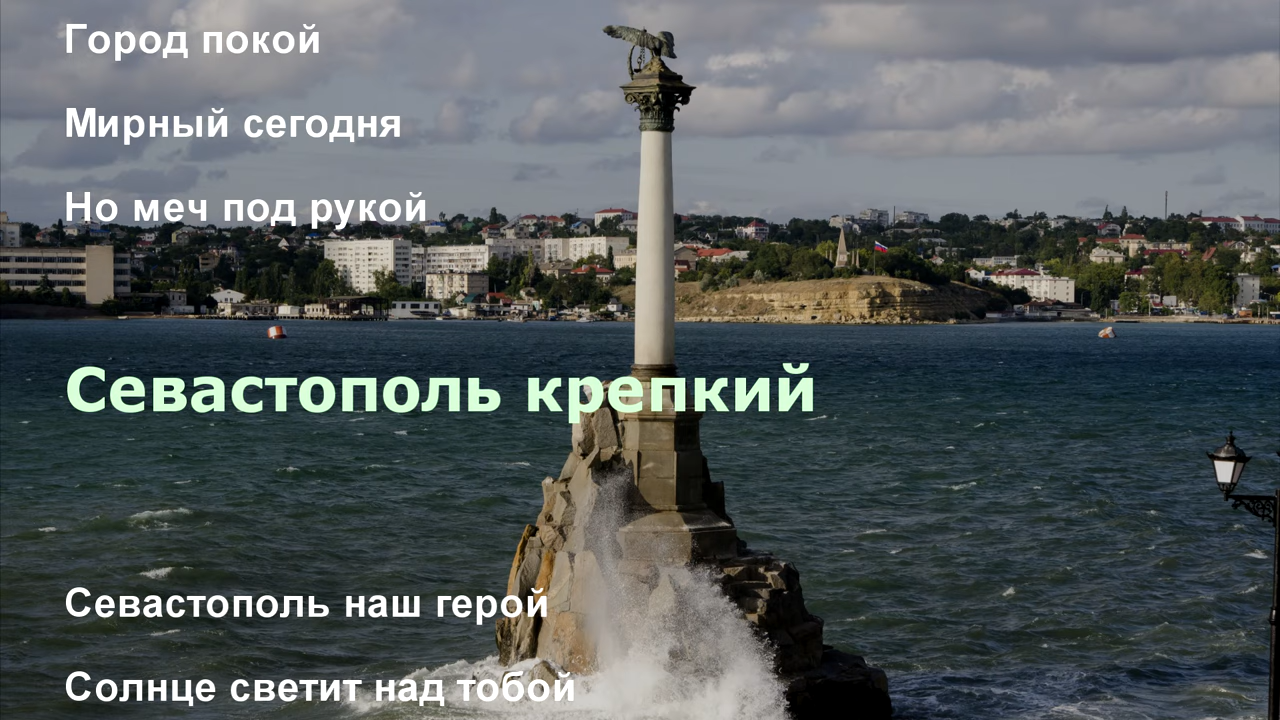 Город покой
Мирный сегодня
Но меч под рукой
Севастополь крепкий
Севастополь наш герой
Солнце светит над тобой